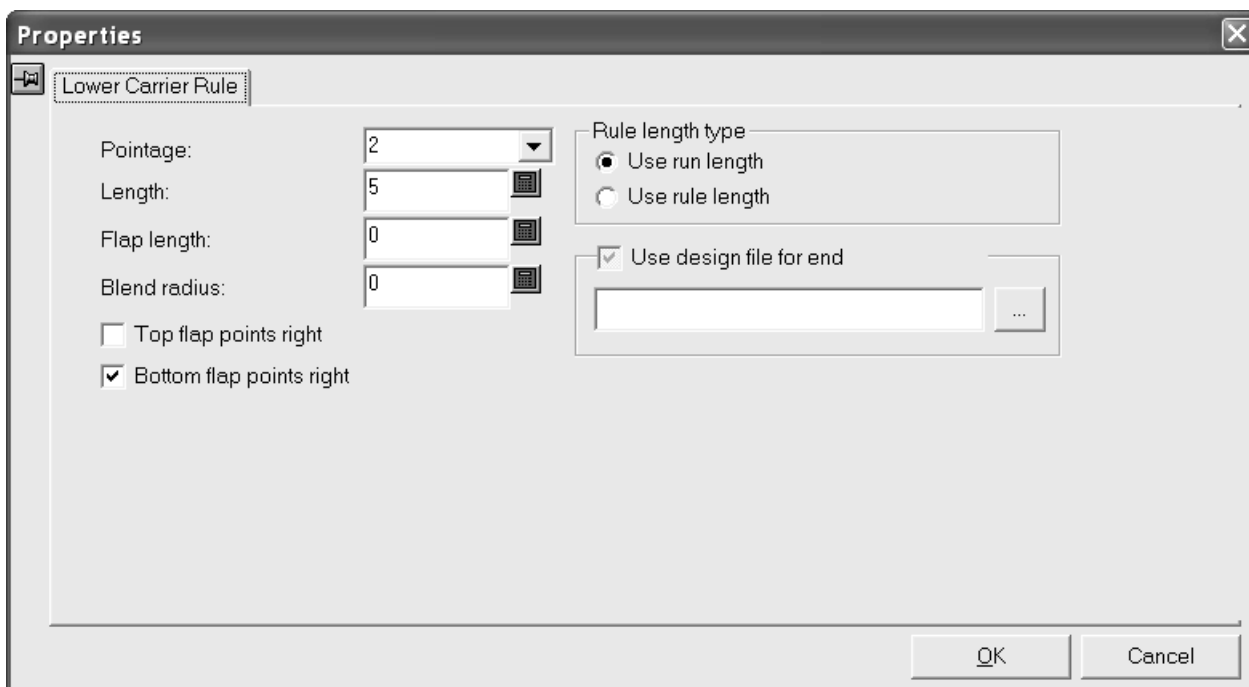 Properties
Lower Carrier Rule
Pointage:
2
Length:
5
Flap length:
0
Blend radius:
0
Top flap points right
Bottom flap points right
Rule length type
Use run length
Use rule length
Use design file for end
...
OK
Cancel